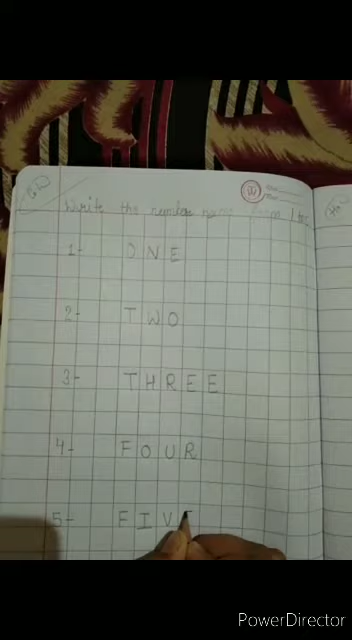 C.W
Write the number names from 1 to
1- ONE
2- TWO
3- THREE
4- FOUR
5- FIVE
PowerDirector